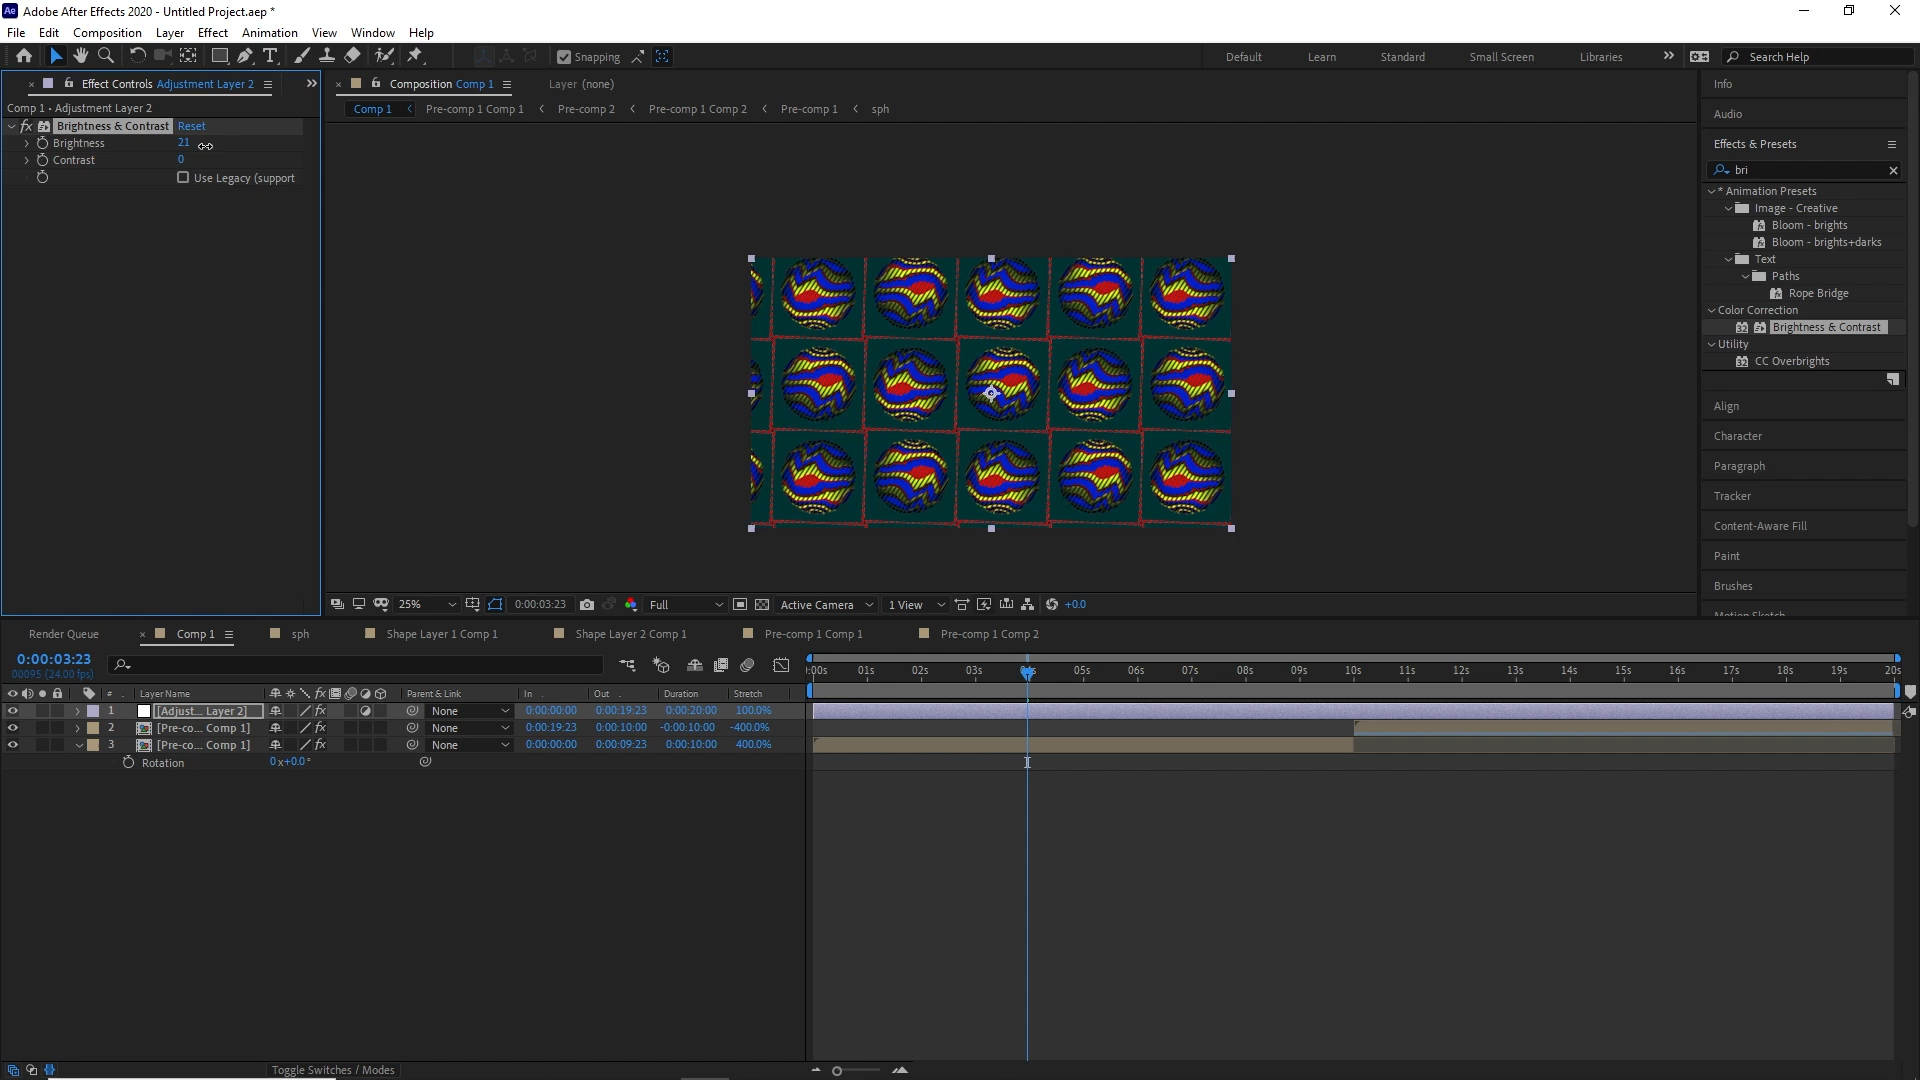 Adobe After Effects 2020 - Untitled Project.aep *
File Edit Composition Layer Effect Animation View Window Help
Snapping
Default Learn Standard Small Screen Libraries Search Help
Effect Controls Adjustment Layer 2
Comp 1 • Adjustment Layer 2
fx Brightness & Contrast Reset
Brightness 21
Contrast 0
Use Legacy (support
Composition Comp 1 Layer (none)
Comp 1 Pre-comp 1 Comp 1 Pre-comp 2 Pre-comp 1 Comp 2 Pre-comp 1 sph
25% 0:00:03:23 Full Active Camera 1 View +0.0
Info
Audio
Effects & Presets
bri
* Animation Presets
Image - Creative
Bloom - brights
Bloom - brights+darks
Text
Paths
Rope Bridge
Color Correction
32 Brightness & Contrast
Utility
32 CC Overbrights
Align
Character
Paragraph
Tracker
Content-Aware Fill
Paint
Brushes
Motion Sketch
Render Queue Comp 1 sph Shape Layer 1 Comp 1 Shape Layer 2 Comp 1 Pre-comp 1 Comp 1 Pre-comp 1 Comp 2
0:00:03:23
00095 (24.00 fps)
:00s 01s 02s 03s 05s 06s 07s 08s 09s 10s 11s 12s 13s 14s 15s 16s 17s 18s 19s 20s
# Layer Name fx Parent & Link In Out Duration Stretch
1 [Adjust... Layer 2] fx None 0:00:00:00 0:00:19:23 0:00:20:00 100.0%
2 [Pre-co... Comp 1] fx None 0:00:19:23 0:00:10:00 -0:00:10:00 -400.0%
3 [Pre-co... Comp 1] fx None 0:00:00:00 0:00:09:23 0:00:10:00 400.0%
Rotation 0x+0.0°
Toggle Switches / Modes